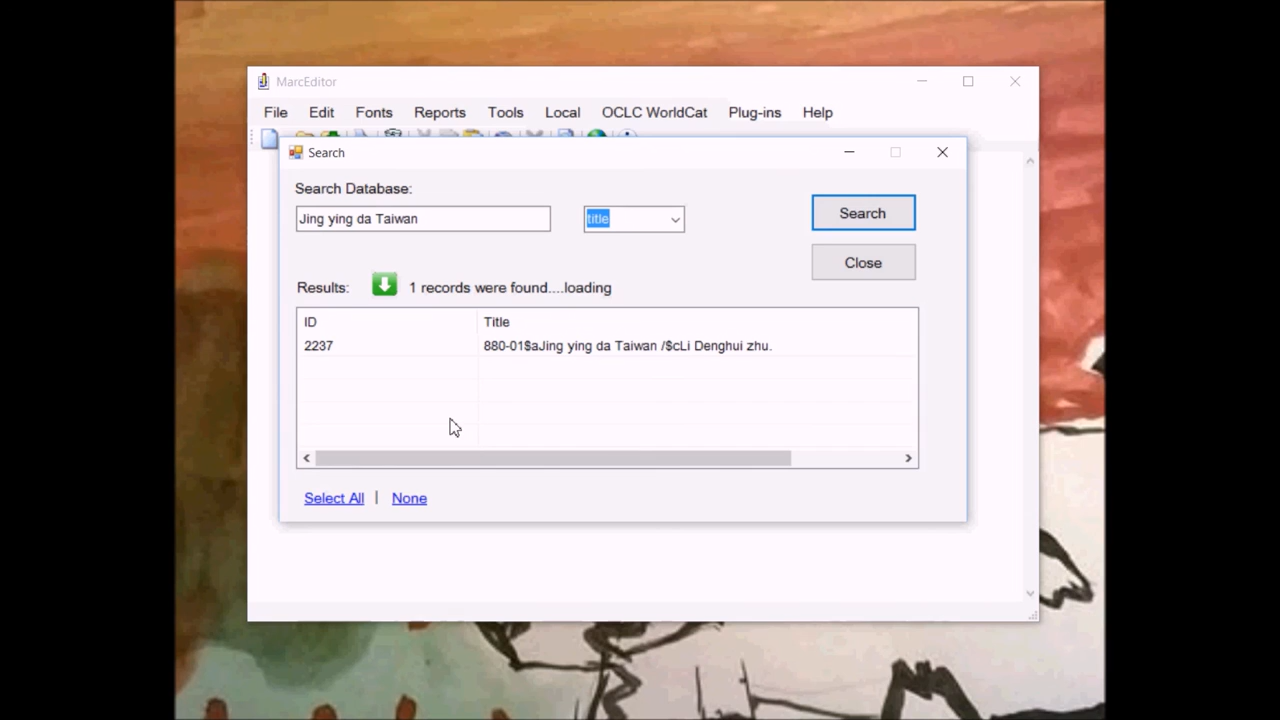 MarcEditor
File Edit Fonts Reports Tools Local OCLC WorldCat Plug-ins Help
Search
Search Database:
Jing ying da Taiwan title Search
Close
Results: 1 records were found....loading
ID Title
2237 880-01$aJing ying da Taiwan /$cLi Denghui zhu.
Select All | None